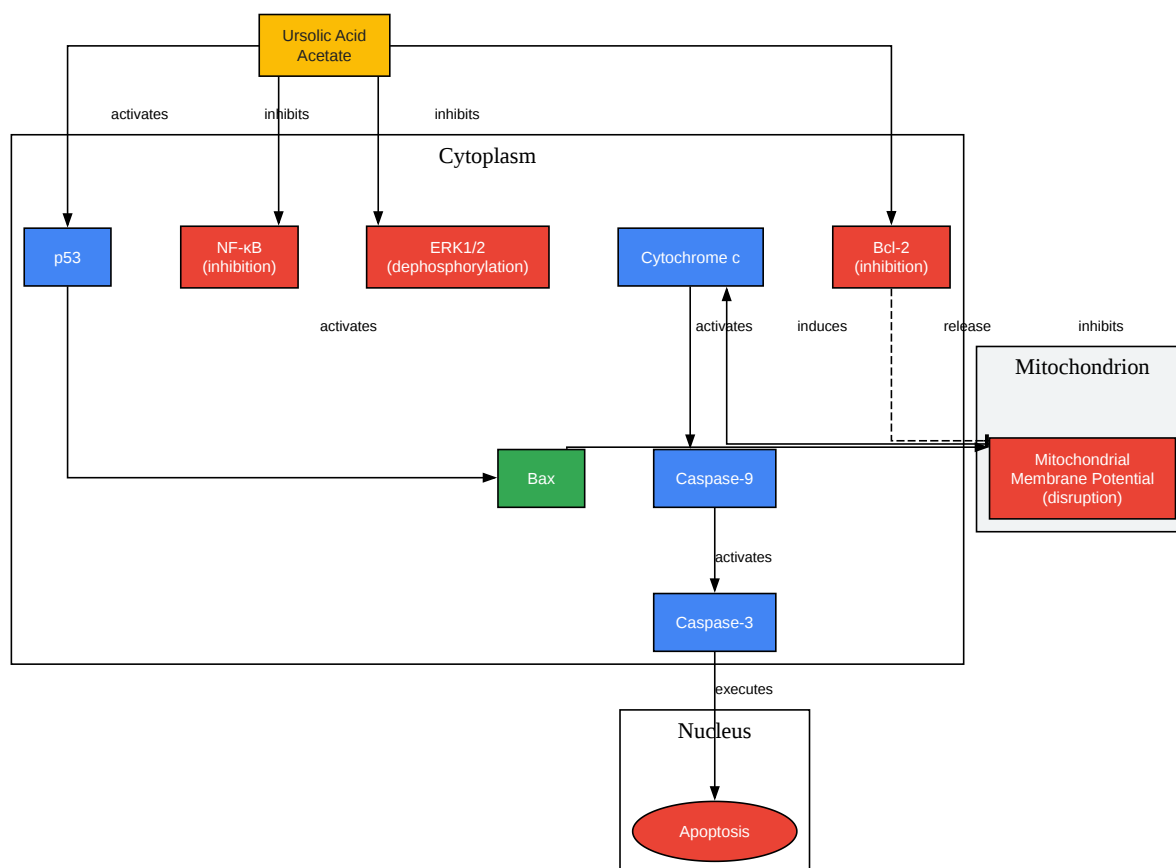 Ursolic Acid
Acetate
activates
inhibits
inhibits
Cytoplasm
p53
NF-κB
(inhibition)
ERK1/2
(dephosphorylation)
Cytochrome c
Bcl-2
(inhibition)
activates
activates
induces
release
inhibits
Mitochondrion
Bax
Caspase-9
Mitochondrial
Membrane Potential
(disruption)
activates
Caspase-3
executes
Nucleus
Apoptosis